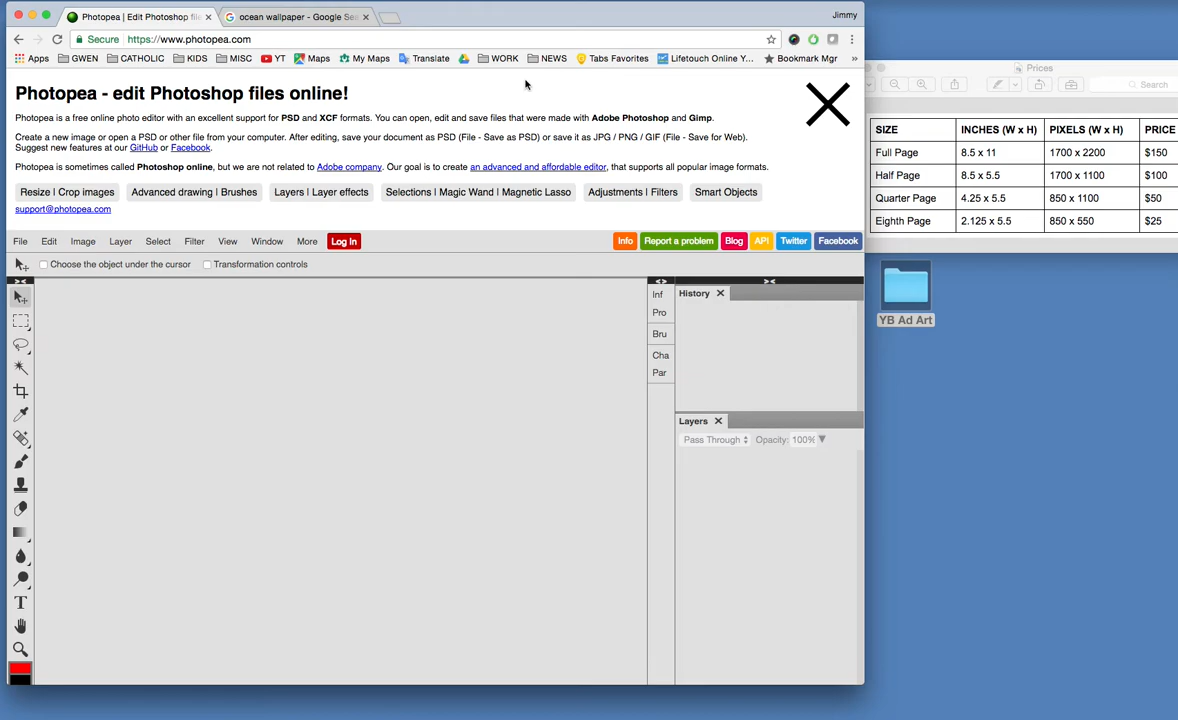 Photopea | Edit Photoshop file
ocean wallpaper - Google Sea
Jimmy
Secure https://www.photopea.com
Apps GWEN CATHOLIC KIDS MISC YT Maps My Maps Translate WORK NEWS Tabs Favorites Lifetouch Online Y... Bookmark Mgr »
Photopea - edit Photoshop files online!
Photopea is a free online photo editor with an excellent support for PSD and XCF formats. You can open, edit and save files that were made with Adobe Photoshop and Gimp.
Create a new image or open a PSD or other file from your computer. After editing, save your document as PSD (File - Save as PSD) or save it as JPG / PNG / GIF (File - Save for Web).
Suggest new features at our GitHub or Facebook.
Photopea is sometimes called Photoshop online, but we are not related to Adobe company. Our goal is to create an advanced and affordable editor, that supports all popular image formats.
Resize | Crop images Advanced drawing | Brushes Layers | Layer effects Selections | Magic Wand | Magnetic Lasso Adjustments | Filters Smart Objects
support@photopea.com
File Edit Image Layer Select Filter View Window More Log In Info Report a problem Blog API Twitter Facebook
Choose the object under the cursor Transformation controls
Inf
Pro
Bru
Cha
Par
History
Layers
Pass Through Opacity: 100%
T
Prices
Search
SIZE INCHES (W x H) PIXELS (W x H) PRICE
Full Page 8.5 x 11 1700 x 2200 $150
Half Page 8.5 x 5.5 1700 x 1100 $100
Quarter Page 4.25 x 5.5 850 x 1100 $50
Eighth Page 2.125 x 5.5 850 x 550 $25
YB Ad Art